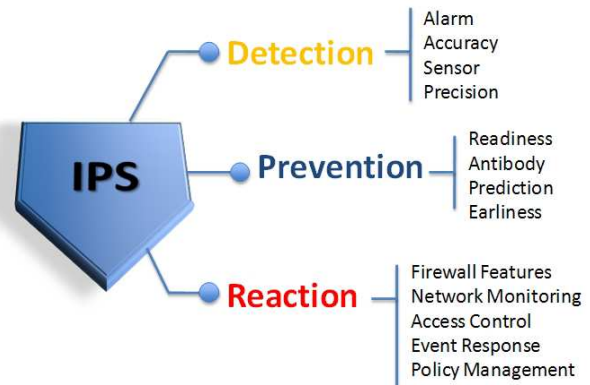 IPS
Detection
Alarm
Accuracy
Sensor
Precision
Prevention
Readiness
Antibody
Prediction
Earliness
Reaction
Firewall Features
Network Monitoring
Access Control
Event Response
Policy Management